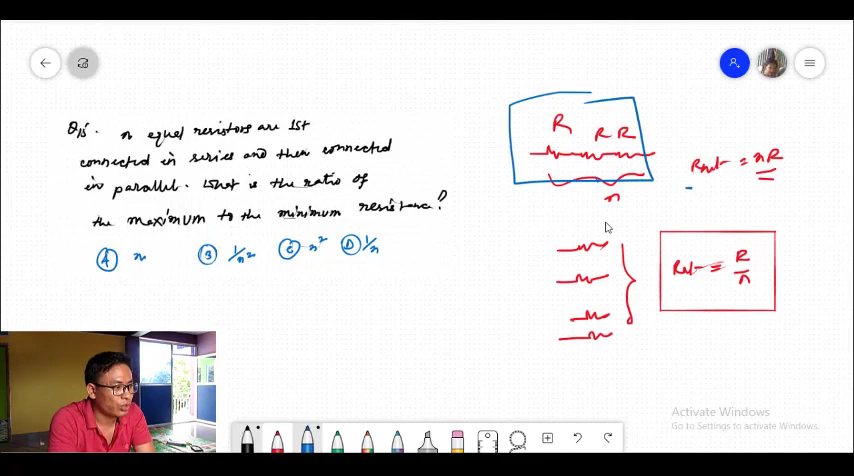 Q15. n equal resistors are 1st
connected in series and then connected
in parallel. What is the ratio of
the maximum to the minimum resistance?
A n B 1/n² C n² D 1/n
R
R R
n
Rnet = nR
Rnet = R/n
Activate Windows
Go to Settings to activate Windows.